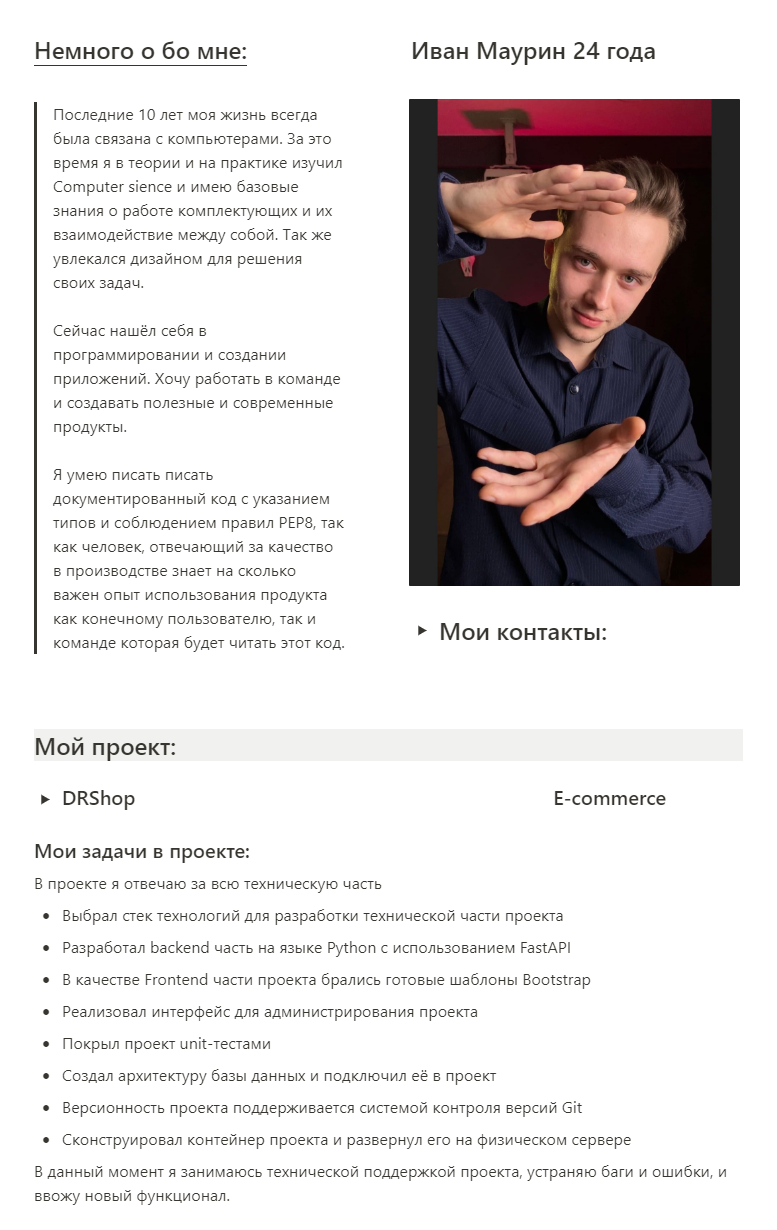 Немного о бо мне:
Последние 10 лет моя жизнь всегда
была связана с компьютерами. За это
время я в теории и на практике изучил
Computer sience и имею базовые
знания о работе комплектующих и их
взаимодействие между собой. Так же
увлекался дизайном для решения
своих задач.
Сейчас нашёл себя в
программировании и создании
приложений. Хочу работать в команде
и создавать полезные и современные
продукты.
Я умею писать писать
документированный код с указанием
типов и соблюдением правил PEP8, так
как человек, отвечающий за качество
в производстве знает на сколько
важен опыт использования продукта
как конечному пользователю, так и
команде которая будет читать этот код.
Иван Маурин 24 года
Мои контакты:
Мой проект:
DRShop
E-commerce
Мои задачи в проекте:
В проекте я отвечаю за всю техническую часть
• Выбрал стек технологий для разработки технической части проекта
• Разработал backend часть на языке Python с использованием FastAPI
• В качестве Frontend части проекта брались готовые шаблоны Bootstrap
• Реализовал интерфейс для администрирования проекта
• Покрыл проект unit-тестами
• Создал архитектуру базы данных и подключил её в проект
• Версионность проекта поддерживается системой контроля версий Git
• Сконструировал контейнер проекта и развернул его на физическом сервере
В данный момент я занимаюсь технической поддержкой проекта, устраняю баги и ошибки, и
ввожу новый функционал.